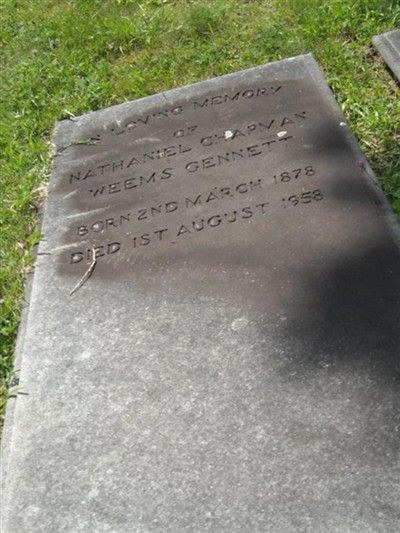 IN LOVING MEMORY
OF
NATHANIEL CHAPMAN
WEEMS GENNETT
BORN 2ND MARCH 1878
DIED 1ST AUGUST 1958